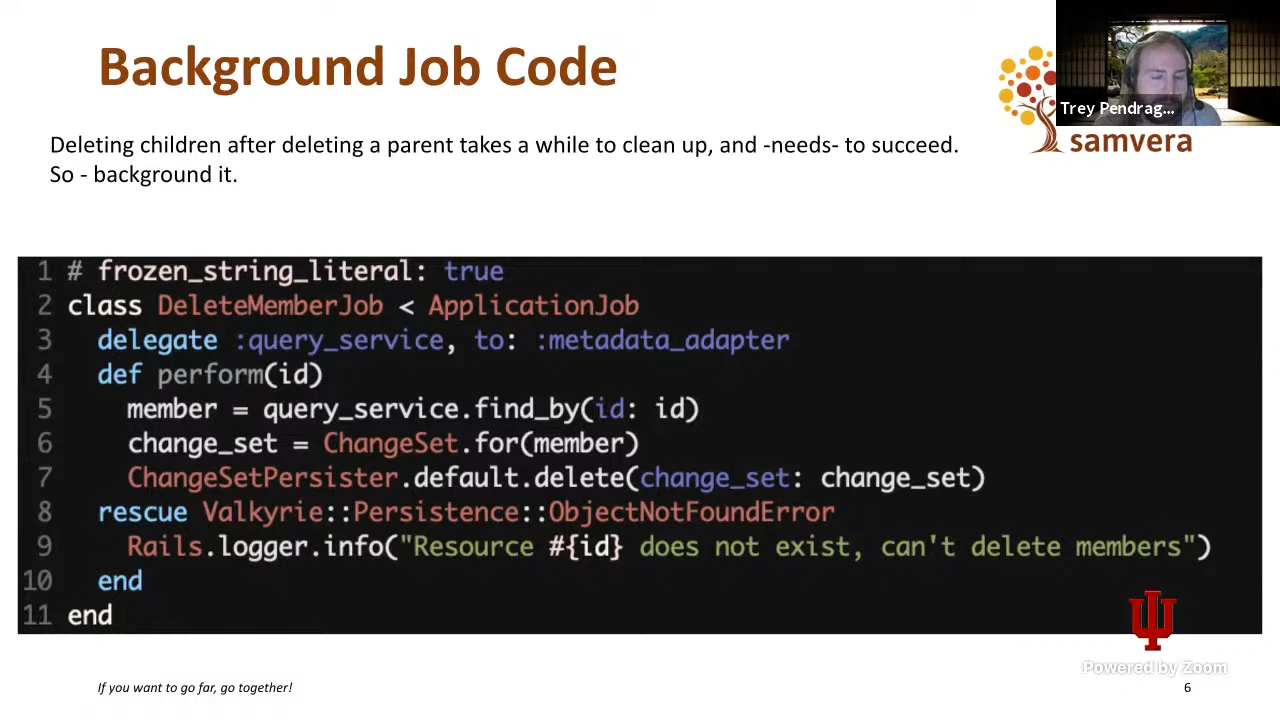 Background Job Code
Trey Pendrag...
samvera
Deleting children after deleting a parent takes a while to clean up, and -needs- to succeed.
So - background it.
1 # frozen_string_literal: true
2 class DeleteMemberJob < ApplicationJob
3 delegate :query_service, to: :metadata_adapter
4 def perform(id)
5 member = query_service.find_by(id: id)
6 change_set = ChangeSet.for(member)
7 ChangeSetPersister.default.delete(change_set: change_set)
8 rescue Valkyrie::Persistence::ObjectNotFoundError
9 Rails.logger.info("Resource #{id} does not exist, can't delete members")
10 end
11 end
Powered by Zoom
If you want to go far, go together!
6